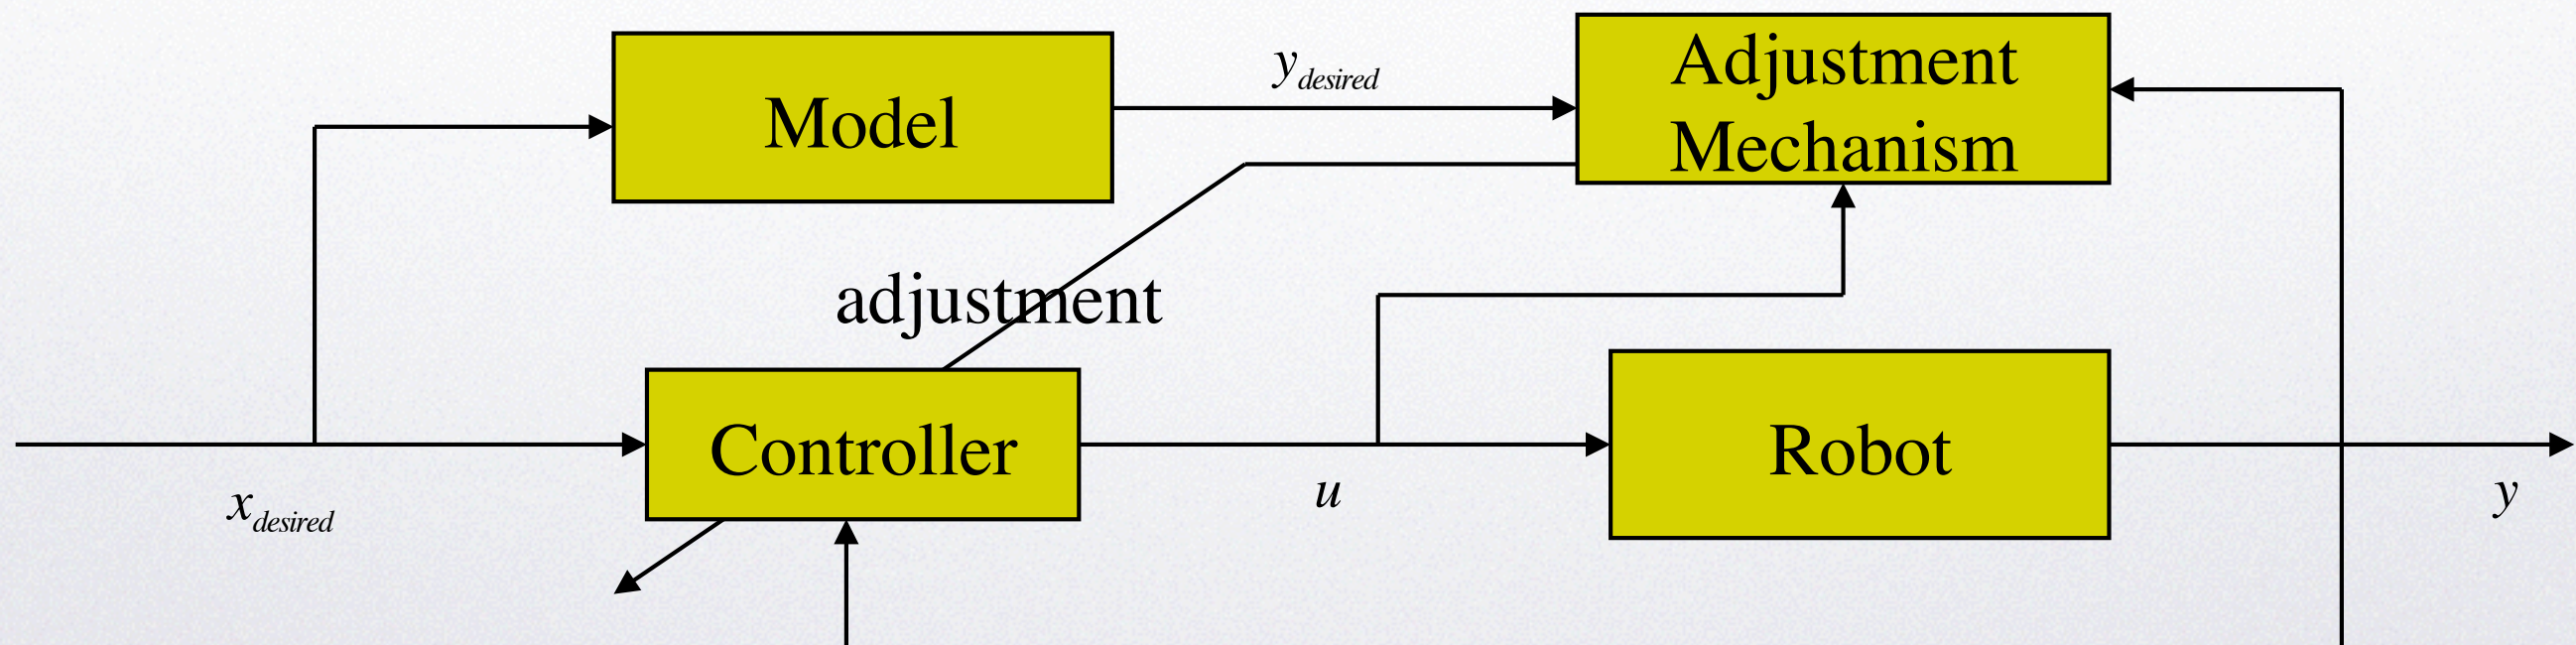 Model
y desired
Adjustment
Mechanism
adjustment
Controller
Robot
x desired
u
y